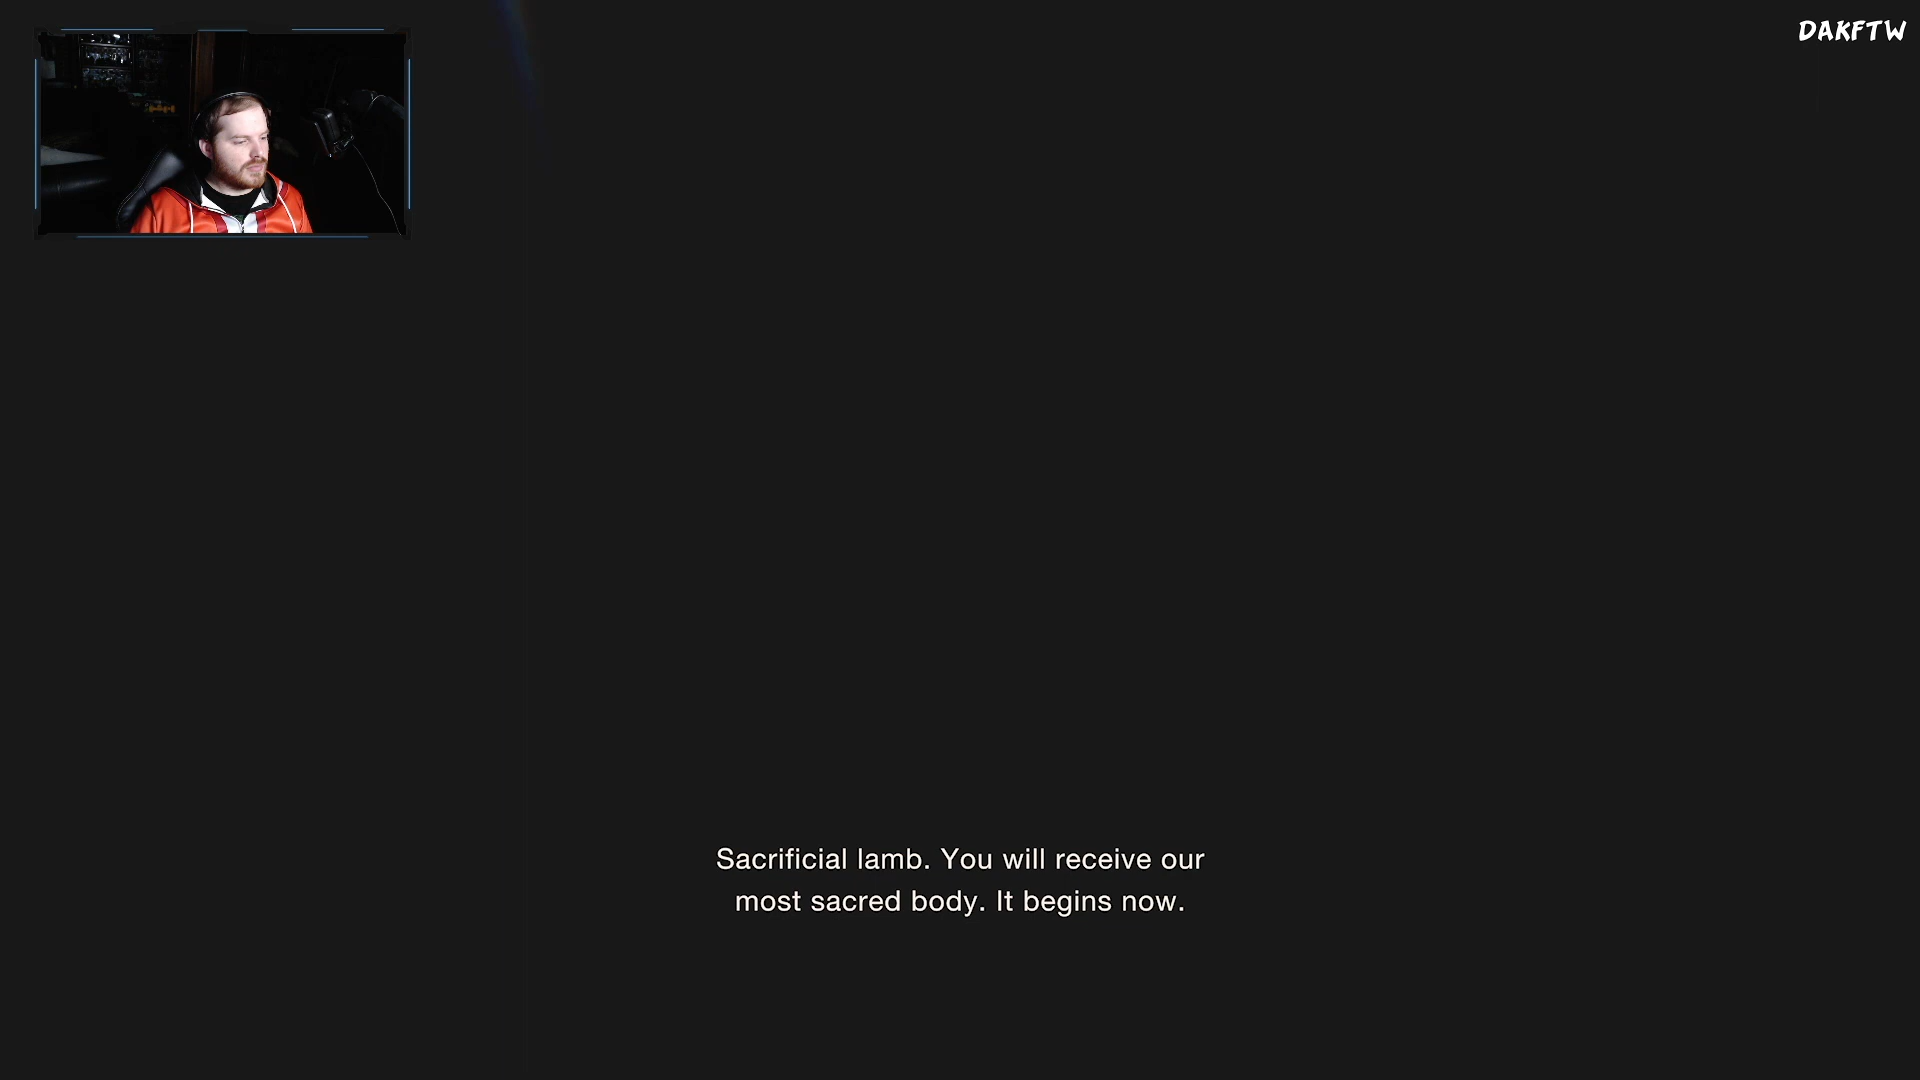 DAKFTW
Sacrificial lamb. You will receive our
most sacred body. It begins now.